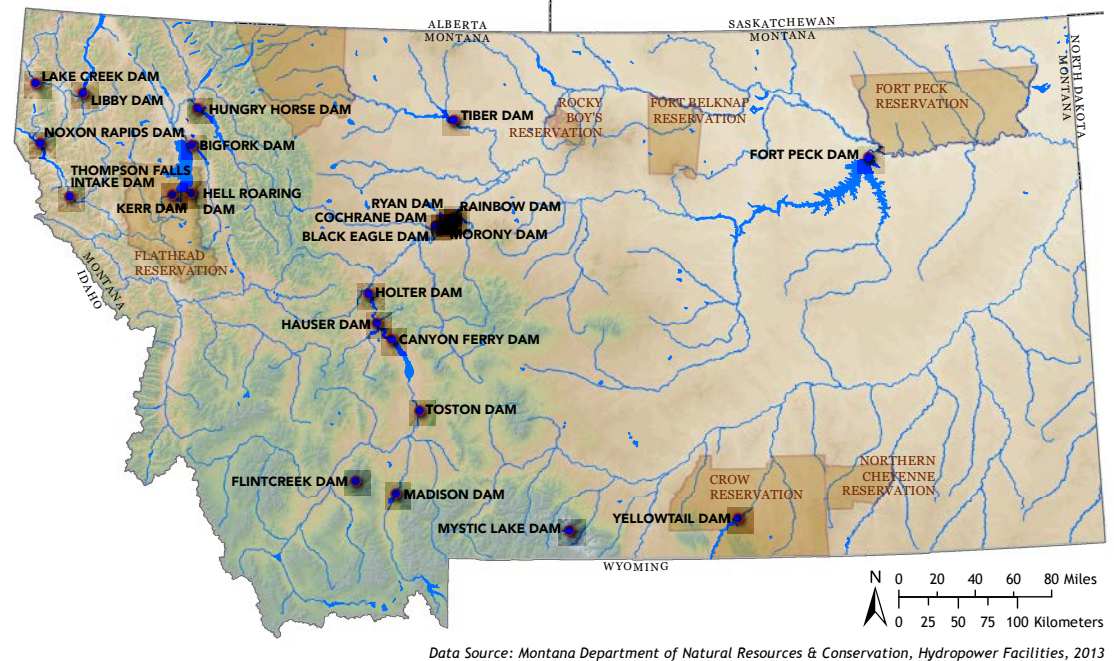 ALBERTA
MONTANA
SASKATCHEWAN
MONTANA
NORTH DAKOTA
MONTANA
LAKE CREEK DAM
LIBBY DAM
HUNGRY HORSE DAM
NOXON RAPIDS DAM
BIGFORK DAM
THOMPSON FALLS
INTAKE DAM
KERR DAM
HELL ROARING
DAM
TIBER DAM
ROCKY
BOY'S
RESERVATION
FORT BELKNAP
RESERVATION
FORT PECK
RESERVATION
FORT PECK DAM
RYAN DAM
RAINBOW DAM
COCHRANE DAM
BLACK EAGLE DAM
MORONY DAM
FLATHEAD
RESERVATION
MONTANA
IDAHO
HOLTER DAM
HAUSER DAM
CANYON FERRY DAM
TOSTON DAM
FLINTCREEK DAM
MADISON DAM
MYSTIC LAKE DAM
YELLOWTAIL DAM
CROW
RESERVATION
NORTHERN
CHEYENNE
RESERVATION
WYOMING
N
0 20 40 60 80 Miles
0 25 50 75 100 Kilometers
Data Source: Montana Department of Natural Resources & Conservation, Hydropower Facilities, 2013